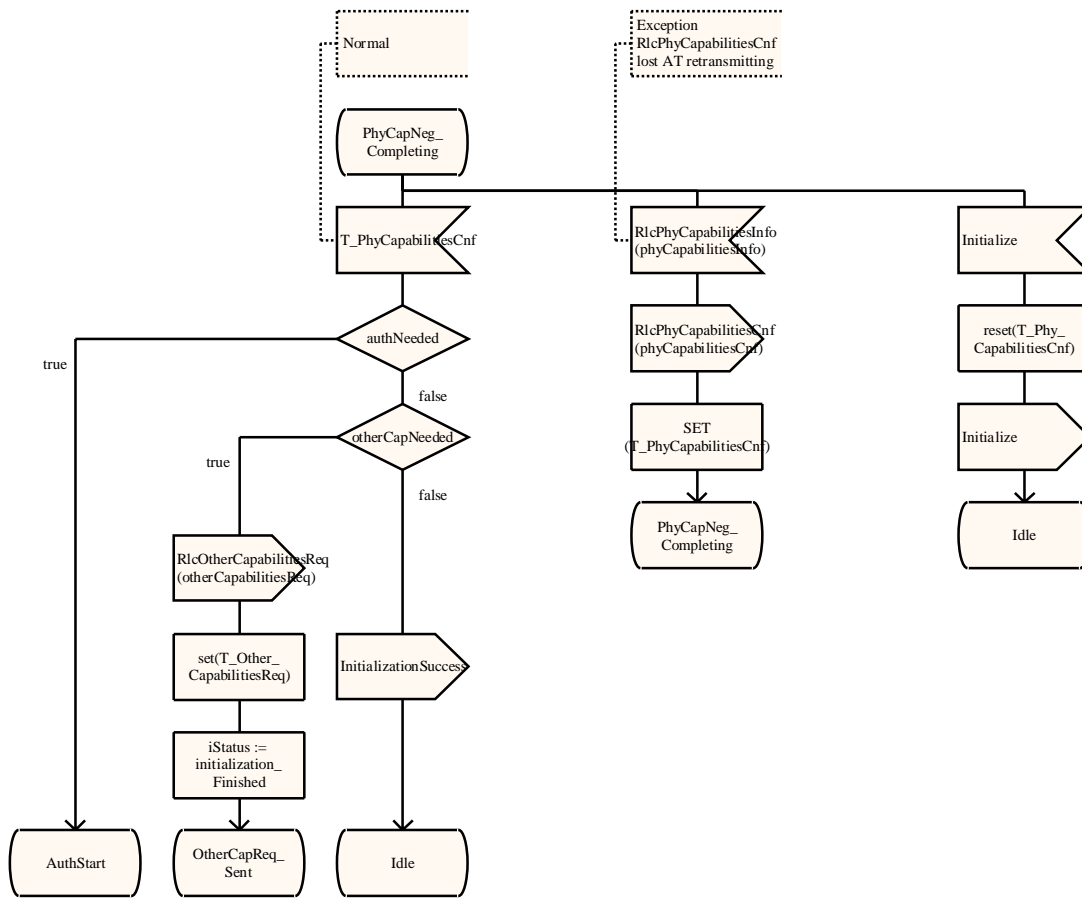 Normal
Exception
RlcPhyCapabilitiesCnf
lost AT retransmitting
PhyCapNeg_
Completing
T_PhyCapabilitiesCnf
RlcPhyCapabilitiesInfo
(phyCapabilitiesInfo)
Initialize
authNeeded
true
false
RlcPhyCapabilitiesCnf
(phyCapabilitiesCnf)
reset(T_Phy_
CapabilitiesCnf)
otherCapNeeded
true
false
SET
(T_PhyCapabilitiesCnf)
Initialize
RlcOtherCapabilitiesReq
(otherCapabilitiesReq)
PhyCapNeg_
Completing
Idle
set(T_Other_
CapabilitiesReq)
InitializationSuccess
iStatus :=
initialization_
Finished
AuthStart
OtherCapReq_
Sent
Idle